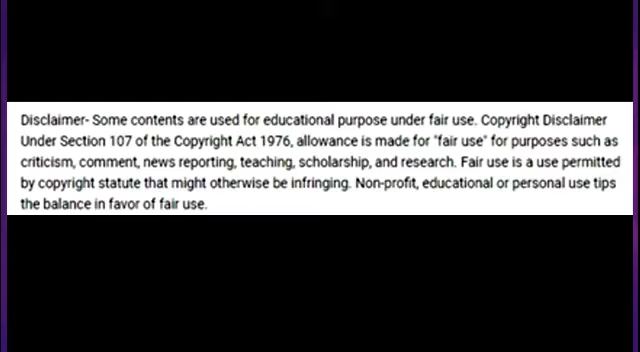 Disclaimer- Some contents are used for educational purpose under fair use. Copyright Disclaimer
Under Section 107 of the Copyright Act 1976, allowance is made for "fair use" for purposes such as
criticism, comment, news reporting, teaching, scholarship, and research. Fair use is a use permitted
by copyright statute that might otherwise be infringing. Non-profit, educational or personal use tips
the balance in favor of fair use.